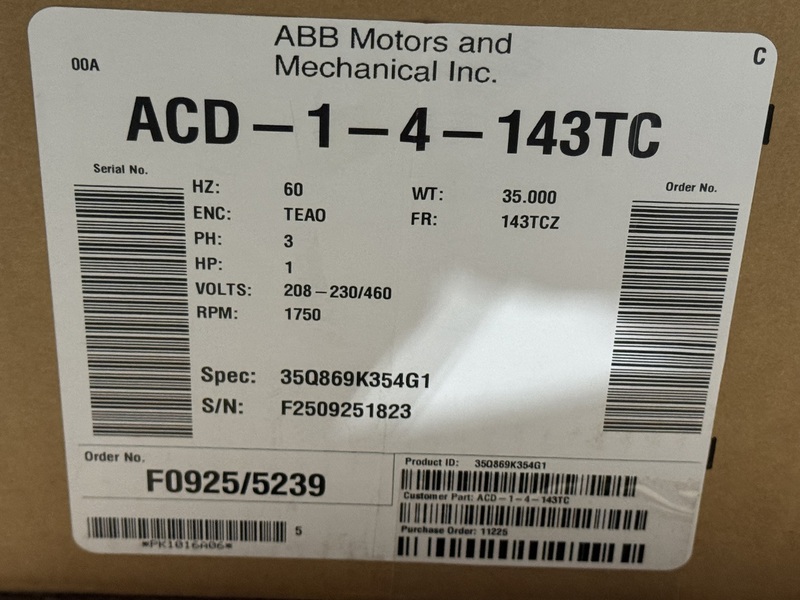 ABB Motors and
Mechanical Inc.
00A
C
ACD-1-4-143TC
Serial No.
Order No.
HZ: 60
WT: 35.000
ENC: TEAO
FR: 143TCZ
PH: 3
HP: 1
VOLTS: 208-230/460
RPM: 1750
Spec: 35Q869K354G1
S/N: F2509251823
Order No.
F0925/5239
Product ID: 35Q869K354G1
Customer Part: ACD-1-4-143TC
Purchase Order: 11225
5
*PK1016A06*